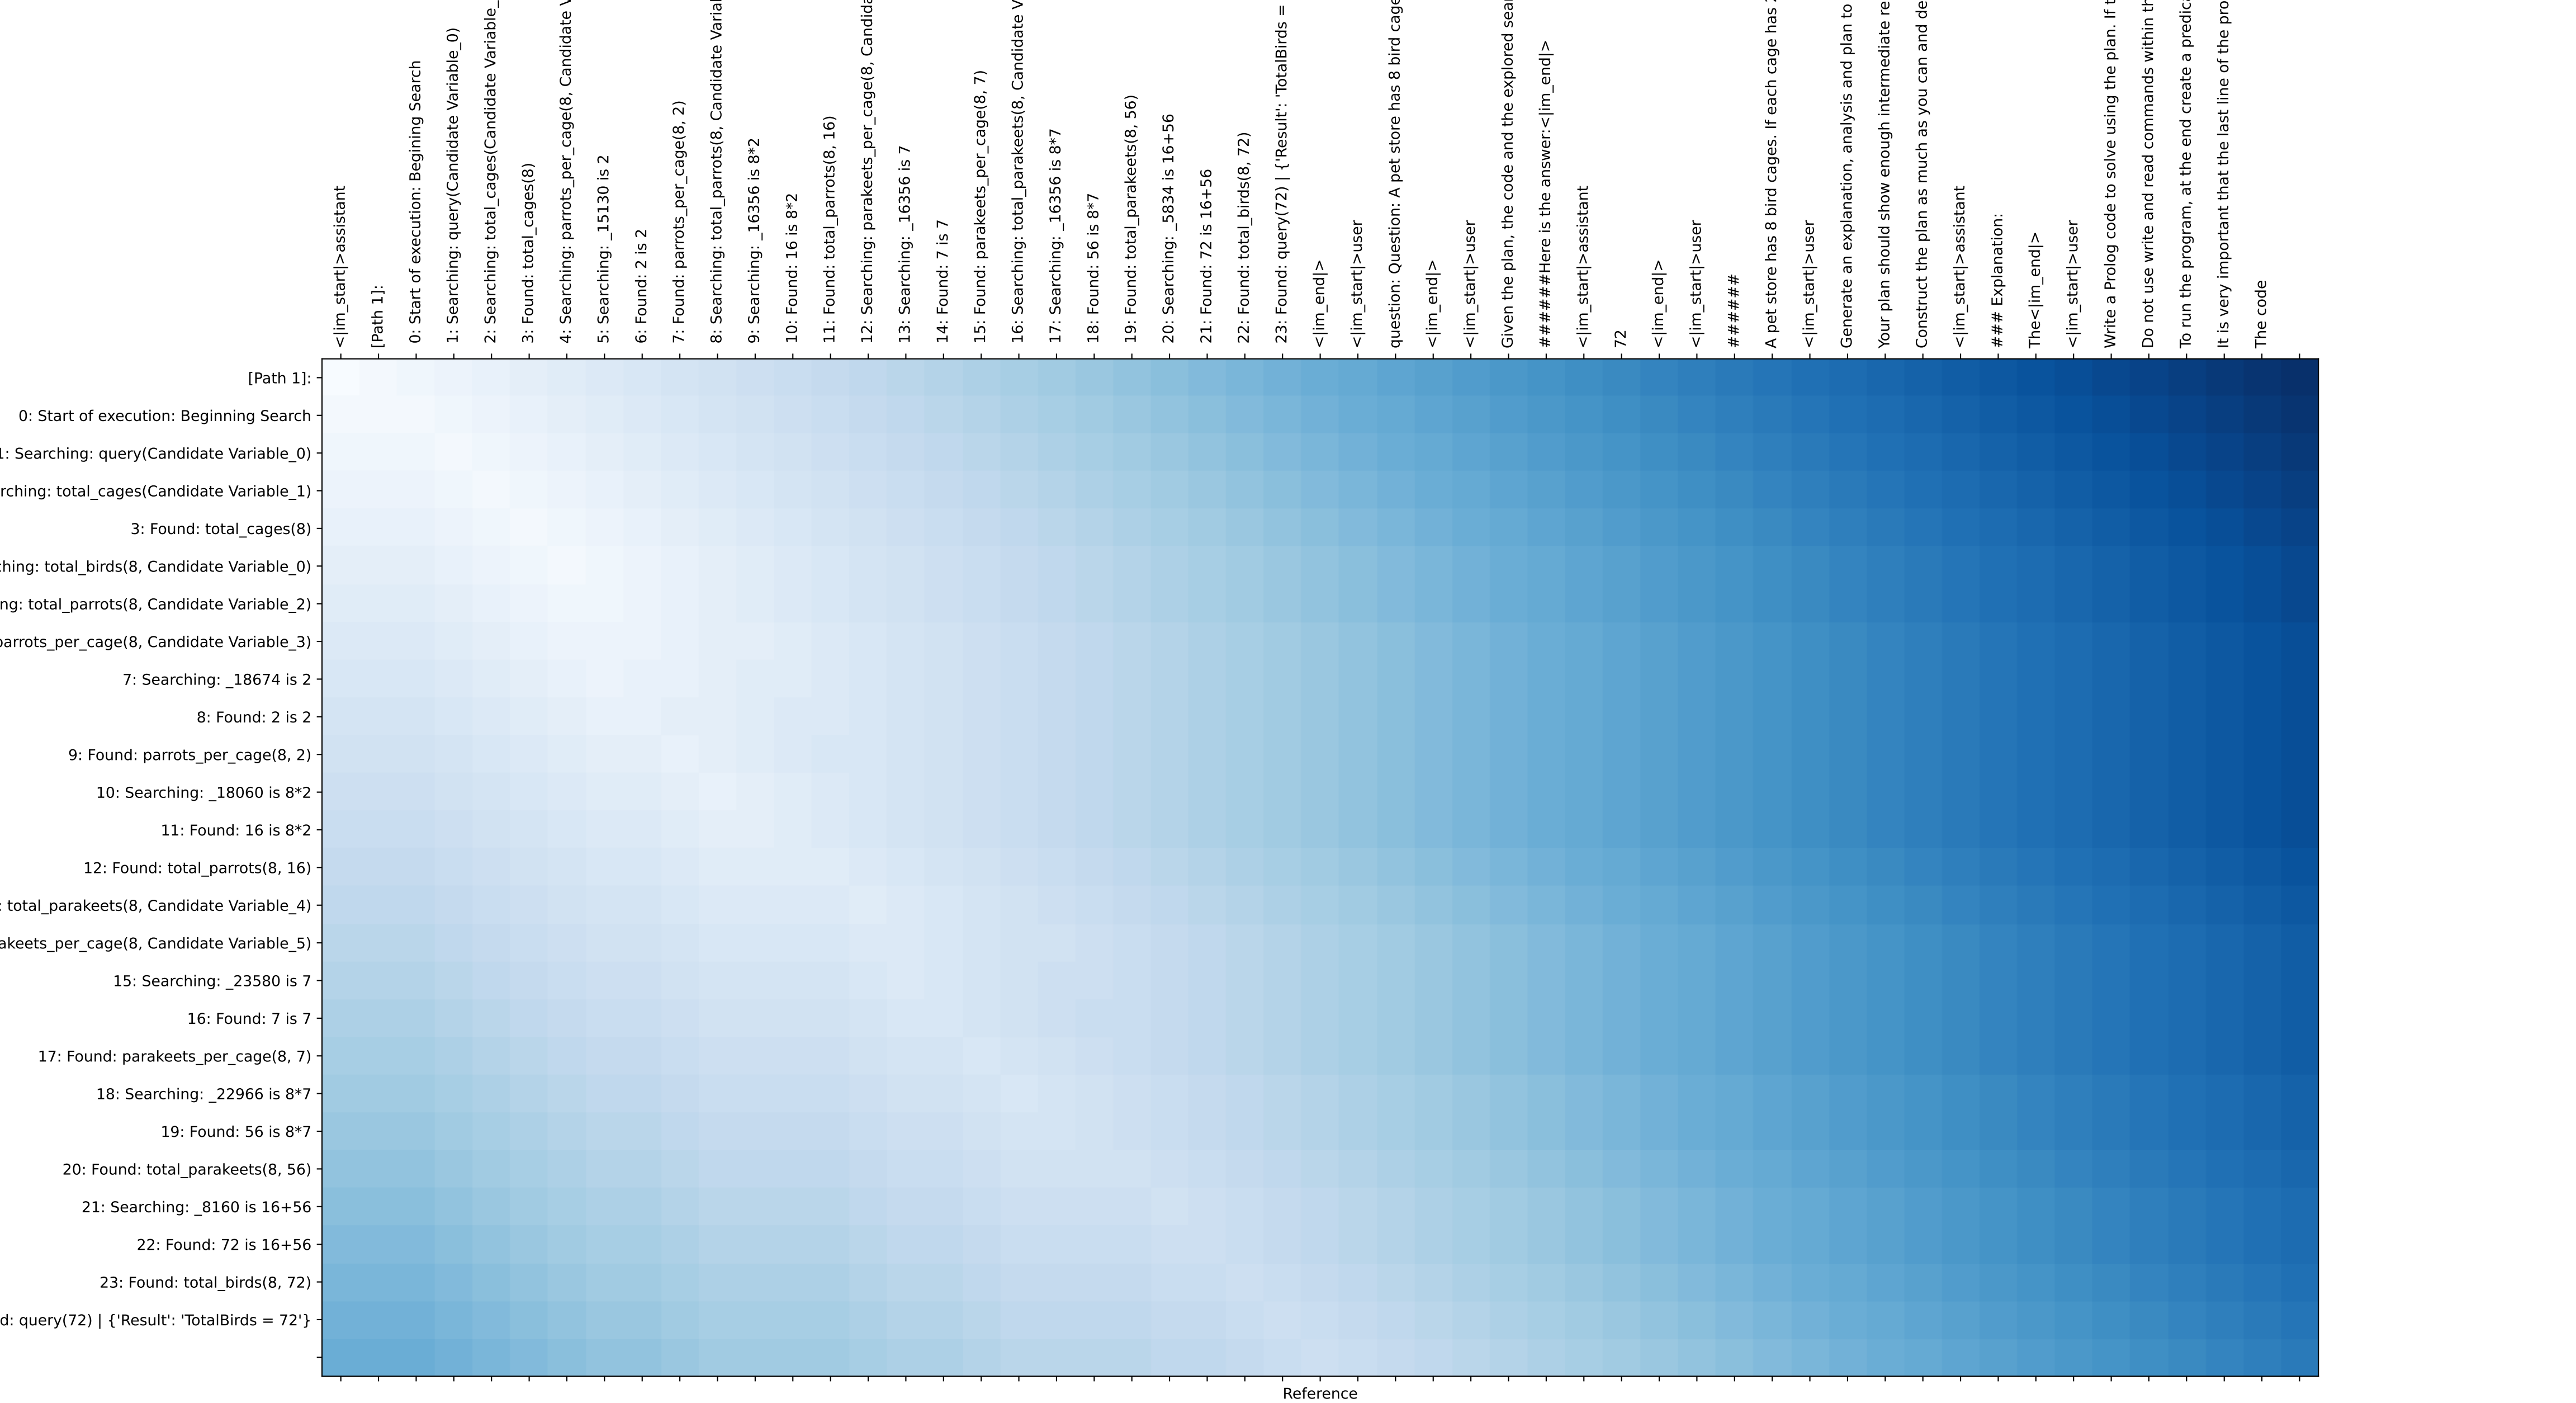 <|im_start|>assistant
[Path 1]:
0: Start of execution: Begining Search
1: Searching: query(Candidate Variable_0)
2: Searching: total_cages(Candidate Variable_
3: Found: total_cages(8)
4: Searching: parrots_per_cage(8, Candidate
5: Searching: _15130 is 2
6: Found: 2 is 2
7: Found: parrots_per_cage(8, 2)
8: Searching: total_parrots(8, Candidate Varial
9: Searching: _16356 is 8*2
10: Found: 16 is 8*2
11: Found: total_parrots(8, 16)
12: Searching: parakeets_per_cage(8, Candida
13: Searching: _16356 is 7
14: Found: 7 is 7
15: Found: parakeets_per_cage(8, 7)
16: Searching: total_parakeets(8, Candidate V
17: Searching: _16356 is 8*7
18: Found: 56 is 8*7
19: Found: total_parakeets(8, 56)
20: Searching: _5834 is 16+56
21: Found: 72 is 16+56
22: Found: total_birds(8, 72)
23: Found: query(72) | {'Result': 'TotalBirds =
<|im_end|>
<|im_start|>user
question: Question: A pet store has 8 bird cage
<|im_end|>
<|im_start|>user
Given the plan, the code and the explored sear
######Here is the answer:<|im_end|>
<|im_start|>assistant
72
<|im_end|>
<|im_start|>user
######
A pet store has 8 bird cages. If each cage has
<|im_start|>user
Generate an explanation, analysis and plan to
Your plan should show enough intermediate re
Construct the plan as much as you can and de
<|im_start|>assistant
### Explanation:
The<|im_end|>
<|im_start|>user
Write a Prolog code to solve using the plan. If t
Do not use write and read commands within th
To run the program, at the end create a predic
It is very important that the last line of the pro
The code
[Path 1]:
0: Start of execution: Beginning Search
1: Searching: query(Candidate Variable_0)
rching: total_cages(Candidate Variable_1)
3: Found: total_cages(8)
ching: total_birds(8, Candidate Variable_0)
ng: total_parrots(8, Candidate Variable_2)
parrots_per_cage(8, Candidate Variable_3)
7: Searching: _18674 is 2
8: Found: 2 is 2
9: Found: parrots_per_cage(8, 2)
10: Searching: _18060 is 8*2
11: Found: 16 is 8*2
12: Found: total_parrots(8, 16)
: total_parakeets(8, Candidate Variable_4)
akeets_per_cage(8, Candidate Variable_5)
15: Searching: _23580 is 7
16: Found: 7 is 7
17: Found: parakeets_per_cage(8, 7)
18: Searching: _22966 is 8*7
19: Found: 56 is 8*7
20: Found: total_parakeets(8, 56)
21: Searching: _8160 is 16+56
22: Found: 72 is 16+56
23: Found: total_birds(8, 72)
d: query(72) | {'Result': 'TotalBirds = 72'}
Reference